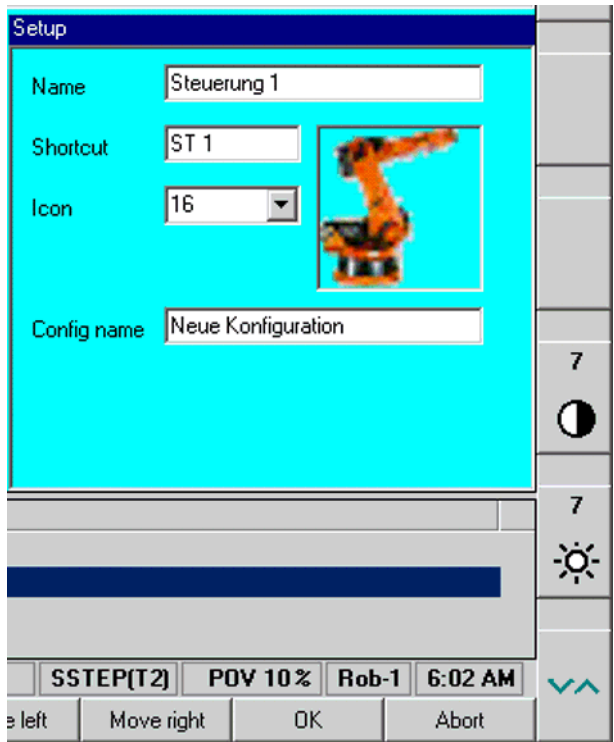 Setup
Name Steuerung 1
Shortcut ST 1
Icon 16
Config name Neue Konfiguration
7
7
SSTEP(T2) POV 10% Rob-1 6:02 AM
e left Move right OK Abort